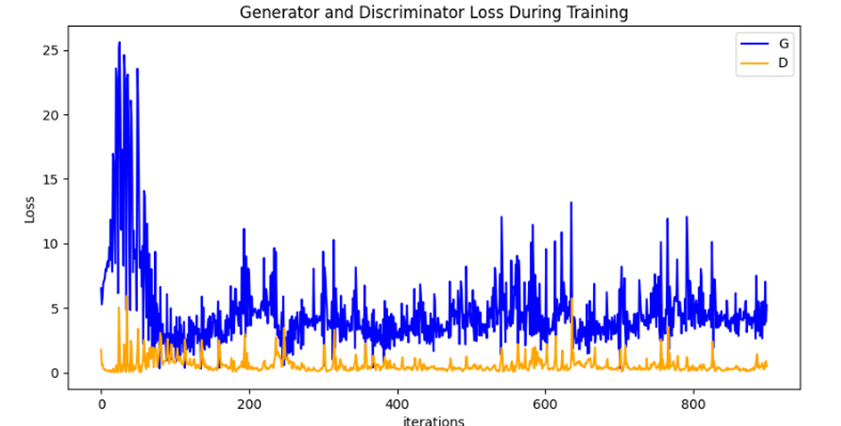 Generator and Discriminator Loss During Training
G
D
25
20
15
10
5
0
Loss
0 200 400 600 800
iterations